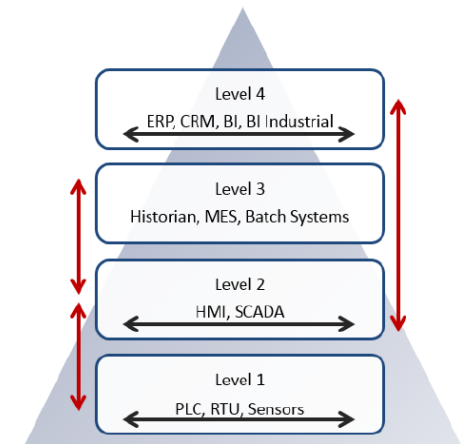 Level 4
ERP, CRM, BI, BI Industrial
Level 3
Historian, MES, Batch Systems
Level 2
HMI, SCADA
Level 1
PLC, RTU, Sensors